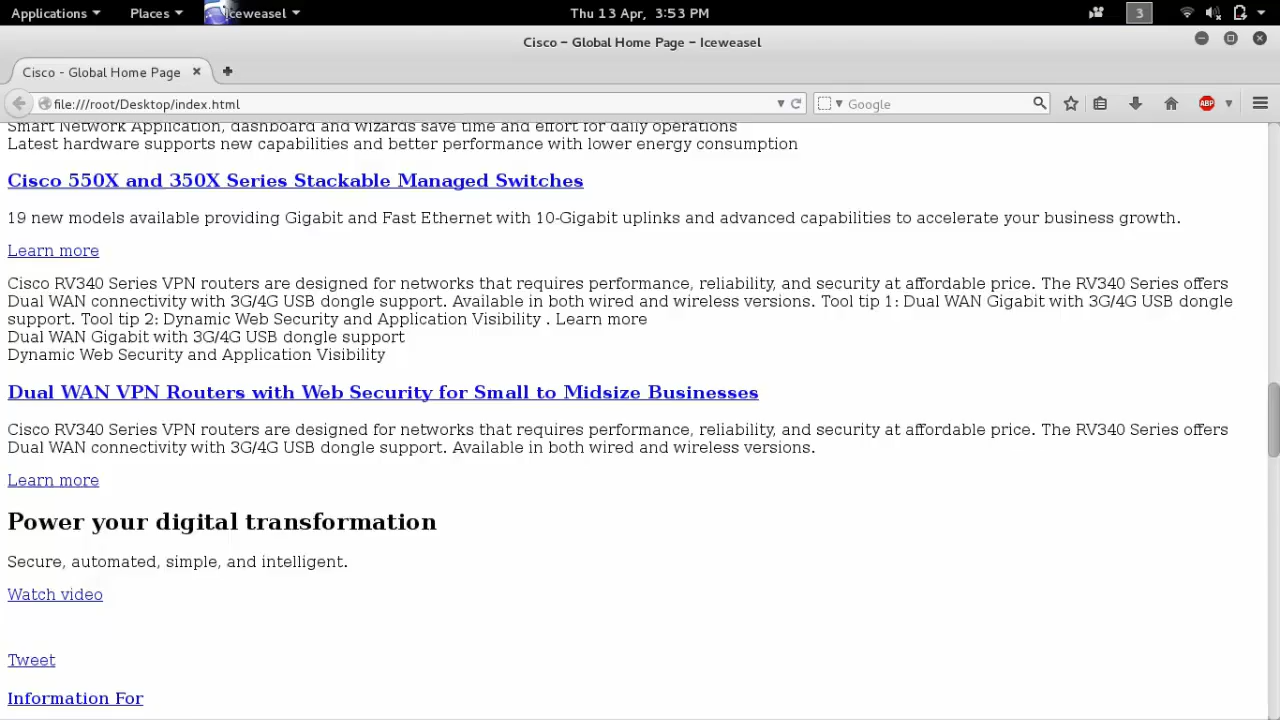 Applications Places Iceweasel Thu 13 Apr, 3:53 PM 3
Cisco - Global Home Page - Iceweasel
Cisco - Global Home Page
file:///root/Desktop/index.html Google ABP
Smart Network Application, dashboard and wizards save time and effort for daily operations
Latest hardware supports new capabilities and better performance with lower energy consumption
Cisco 550X and 350X Series Stackable Managed Switches
19 new models available providing Gigabit and Fast Ethernet with 10-Gigabit uplinks and advanced capabilities to accelerate your business growth.
Learn more
Cisco RV340 Series VPN routers are designed for networks that requires performance, reliability, and security at affordable price. The RV340 Series offers
Dual WAN connectivity with 3G/4G USB dongle support. Available in both wired and wireless versions. Tool tip 1: Dual WAN Gigabit with 3G/4G USB dongle
support. Tool tip 2: Dynamic Web Security and Application Visibility . Learn more
Dual WAN Gigabit with 3G/4G USB dongle support
Dynamic Web Security and Application Visibility
Dual WAN VPN Routers with Web Security for Small to Midsize Businesses
Cisco RV340 Series VPN routers are designed for networks that requires performance, reliability, and security at affordable price. The RV340 Series offers
Dual WAN connectivity with 3G/4G USB dongle support. Available in both wired and wireless versions.
Learn more
Power your digital transformation
Secure, automated, simple, and intelligent.
Watch video
Tweet
Information For